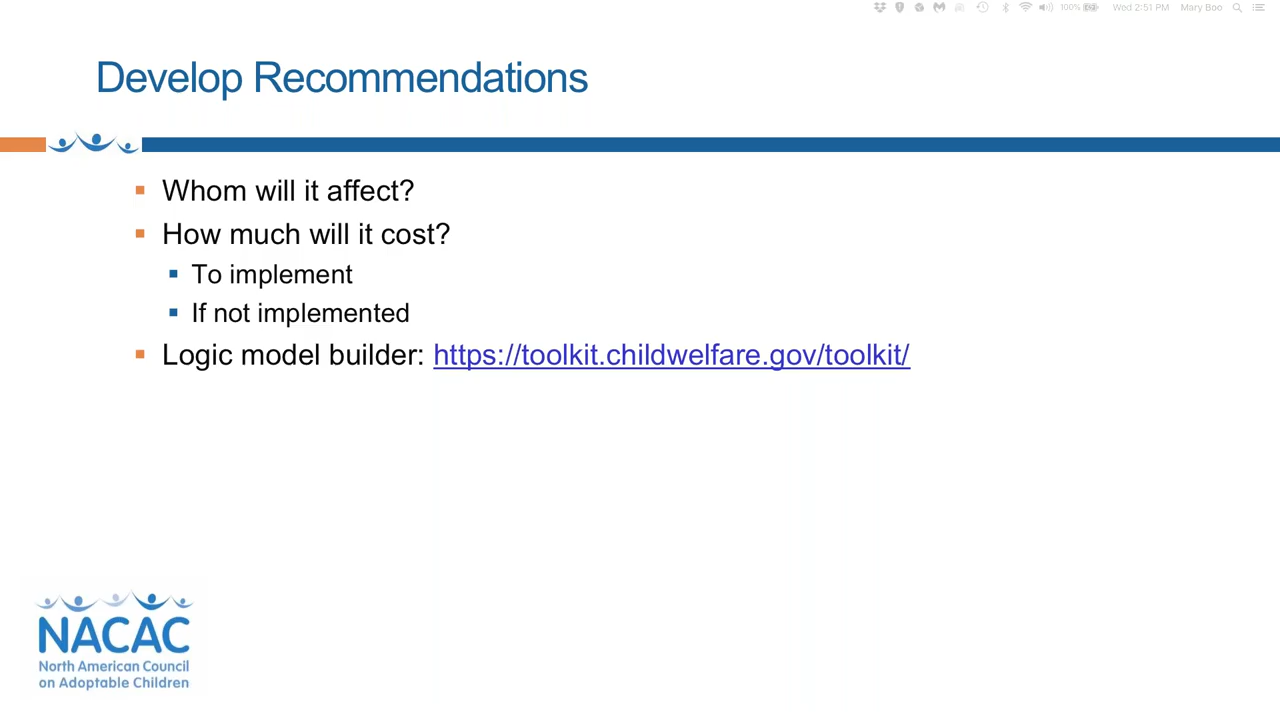 100% Wed 2:51 PM Mary Boo
Develop Recommendations
Whom will it affect?
How much will it cost?
To implement
If not implemented
Logic model builder: https://toolkit.childwelfare.gov/toolkit/
NACAC
North American Council
on Adoptable Children